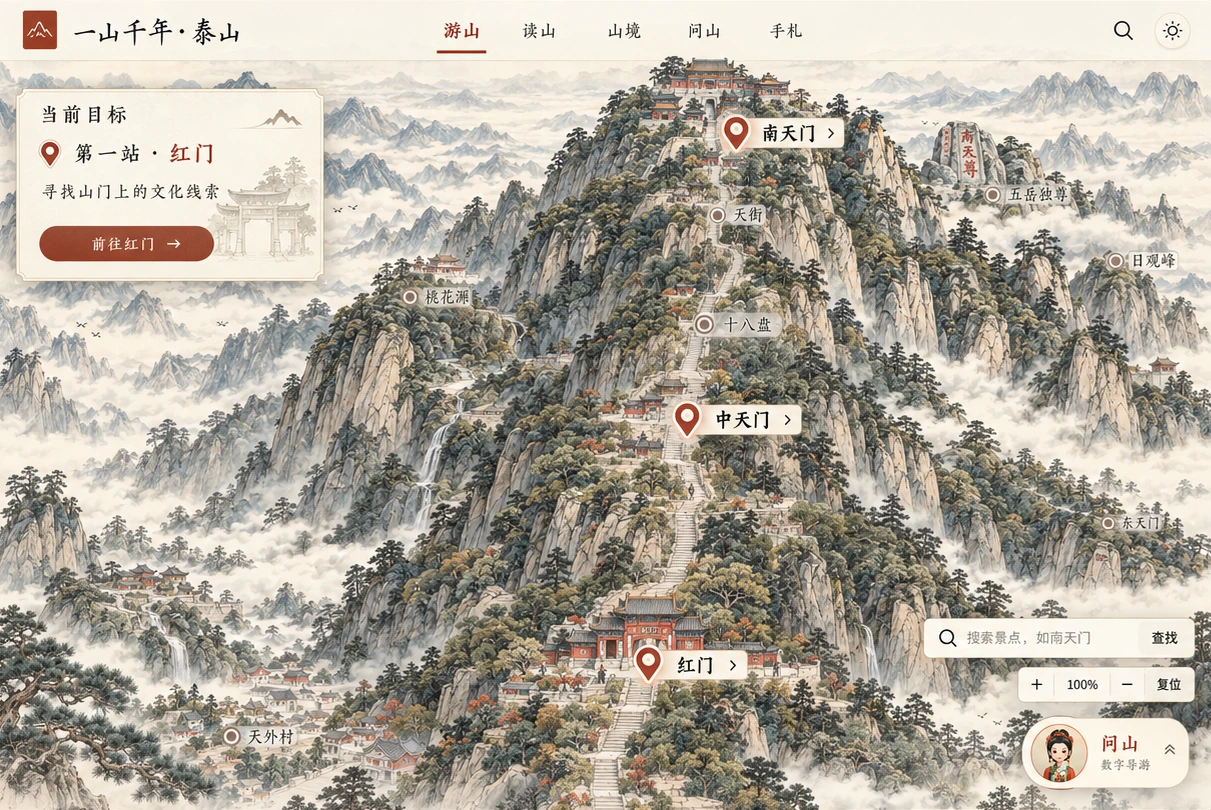 一山千年·泰山
游山
读山
山境
问山
手札
当前目标
第一站·红门
寻找山门上的文化线索
前往红门 →
南天门 >
南天尊
五岳独尊
天街
日观峰
桃花源
十八盘
中天门 >
东天门
搜索景点，如南天门
查找
红门 >
+ 100% − 复位
天外村
问山
数字导游